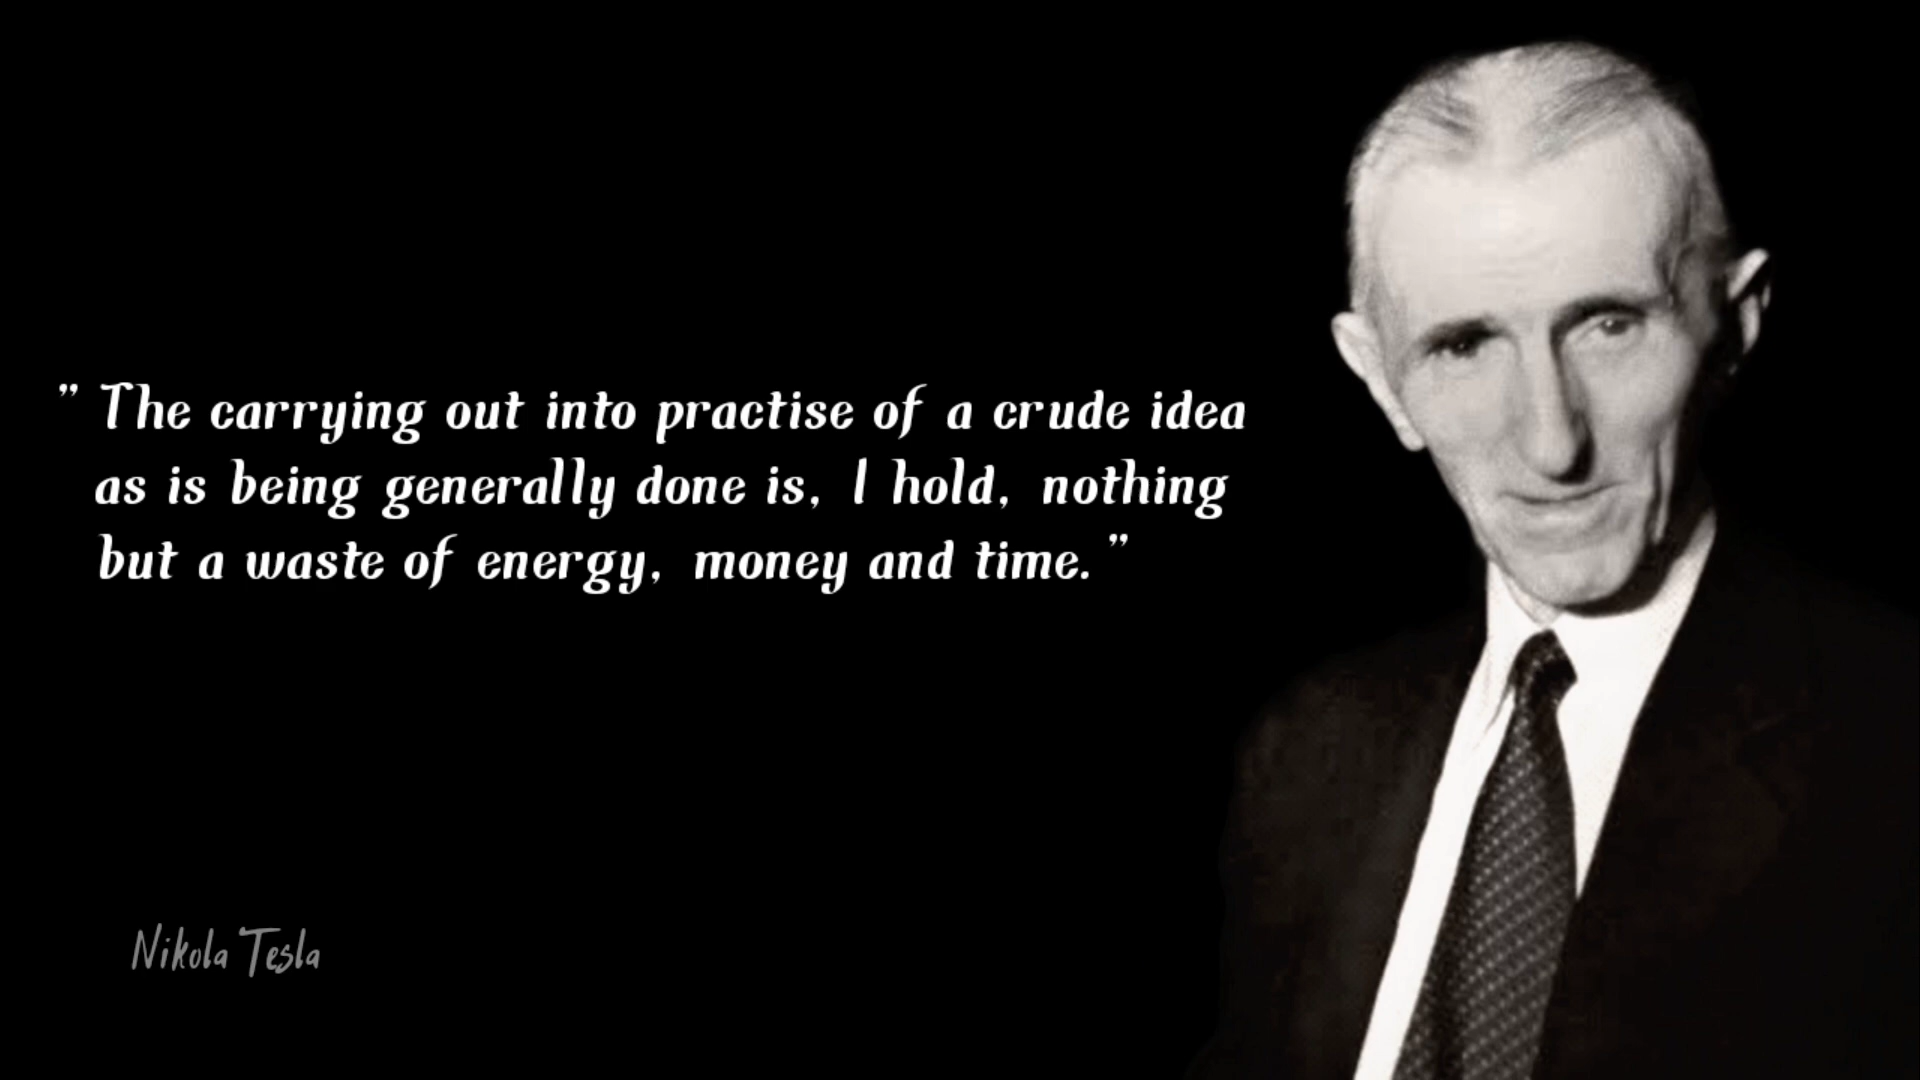 " The carrying out into practise of a crude idea
as is being generally done is, I hold, nothing
but a waste of energy, money and time. "
Nikola Tesla